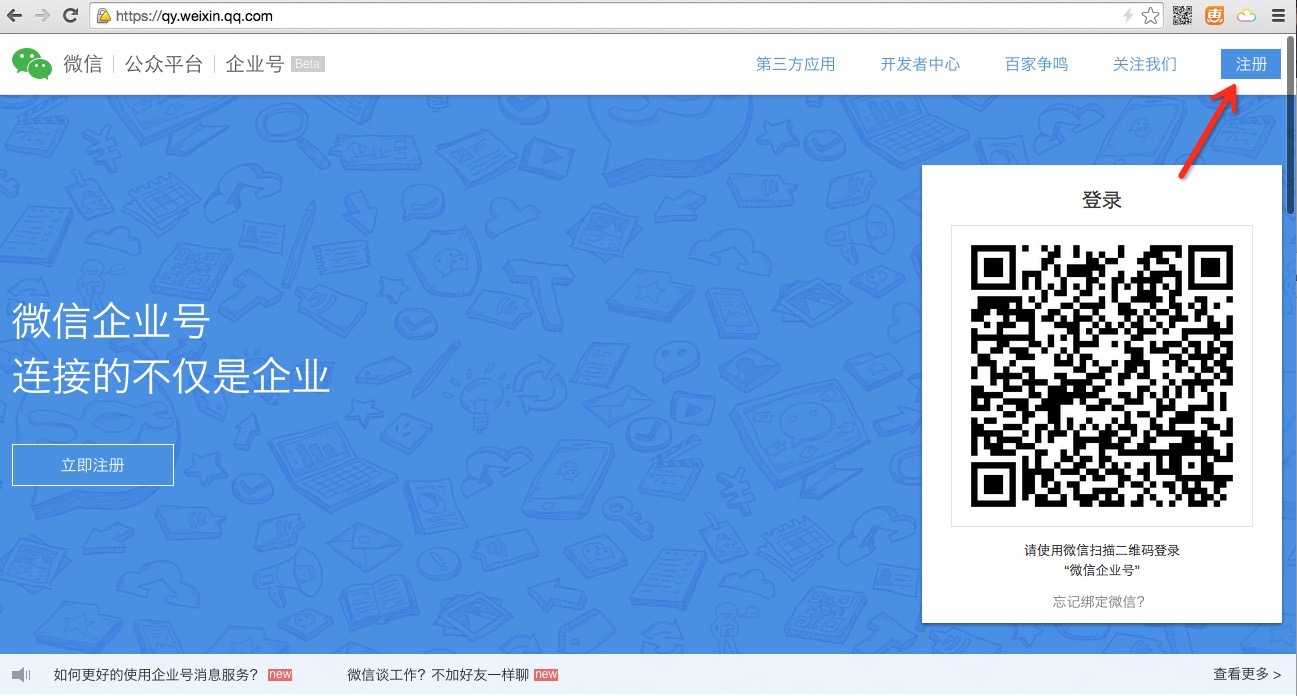 https://qy.weixin.qq.com
惠
微信 公众平台 企业号 Beta
第三方应用 开发者中心 百家争鸣 关注我们 注册
登录
微信企业号
连接的不仅是企业
立即注册
请使用微信扫描二维码登录
“微信企业号”
忘记绑定微信?
如何更好的使用企业号消息服务? new 微信谈工作? 不加好友一样聊 new 查看更多 >